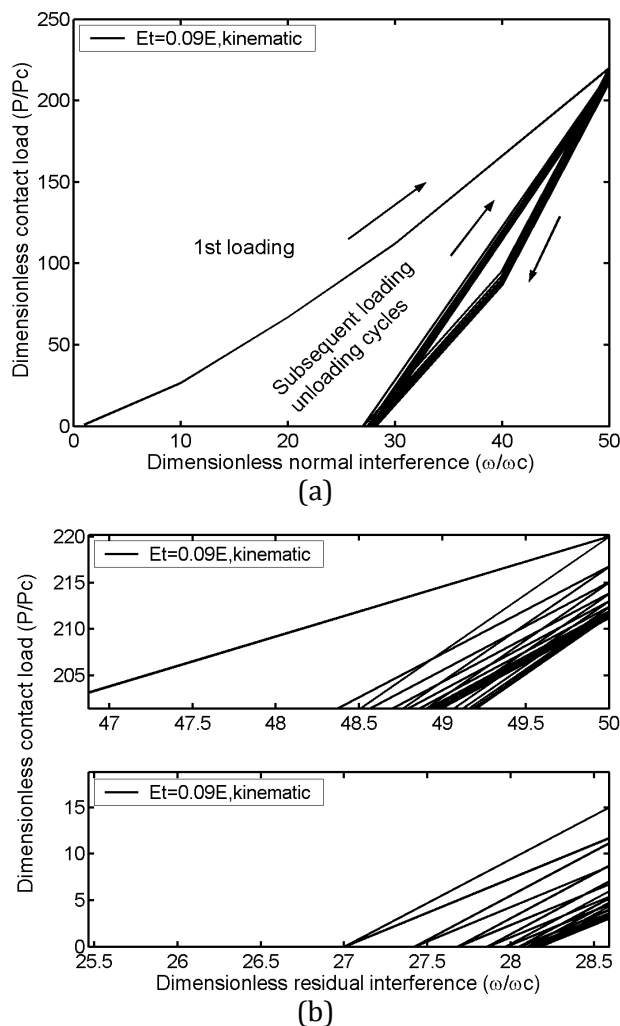 250
Et=0.09E,kinematic
200
150
1st loading
100
Subsequent loading
unloading cycles
50
0
0 10 20 30 40 50
Dimensionless contact load (P/Pc)
Dimensionless normal interference (ω/ωc)
(a)
220
Et=0.09E,kinematic
215
210
205
47 47.5 48 48.5 49 49.5 50
Dimensionless contact load (P/Pc)
Et=0.09E,kinematic
15
10
5
0
25.5 26 26.5 27 27.5 28 28.5
Dimensionless residual interference (ω/ωc)
(b)